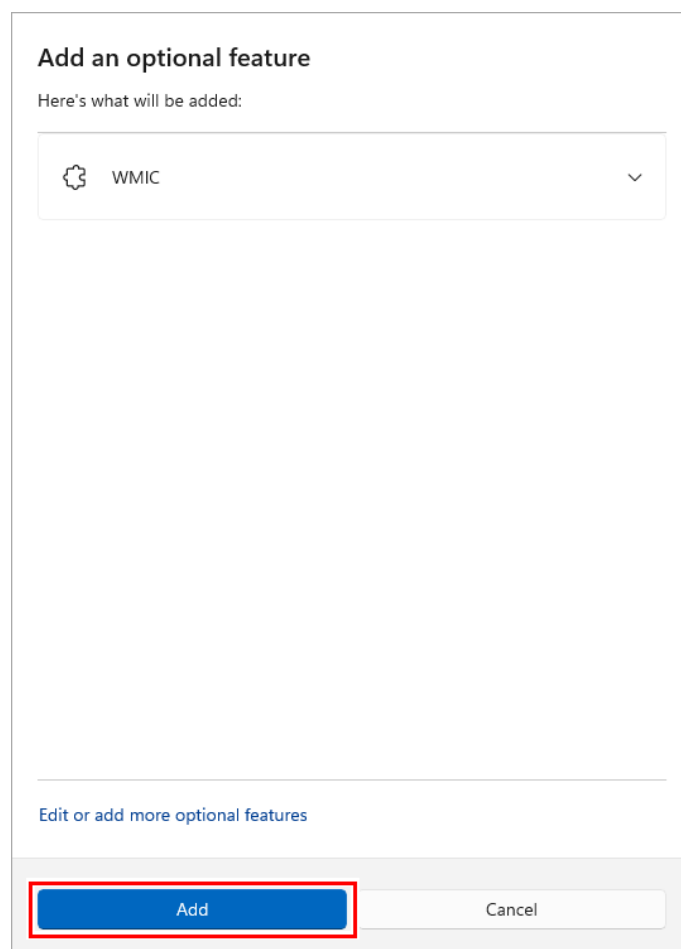 Add an optional feature
Here's what will be added:
WMIC
Edit or add more optional features
Add
Cancel